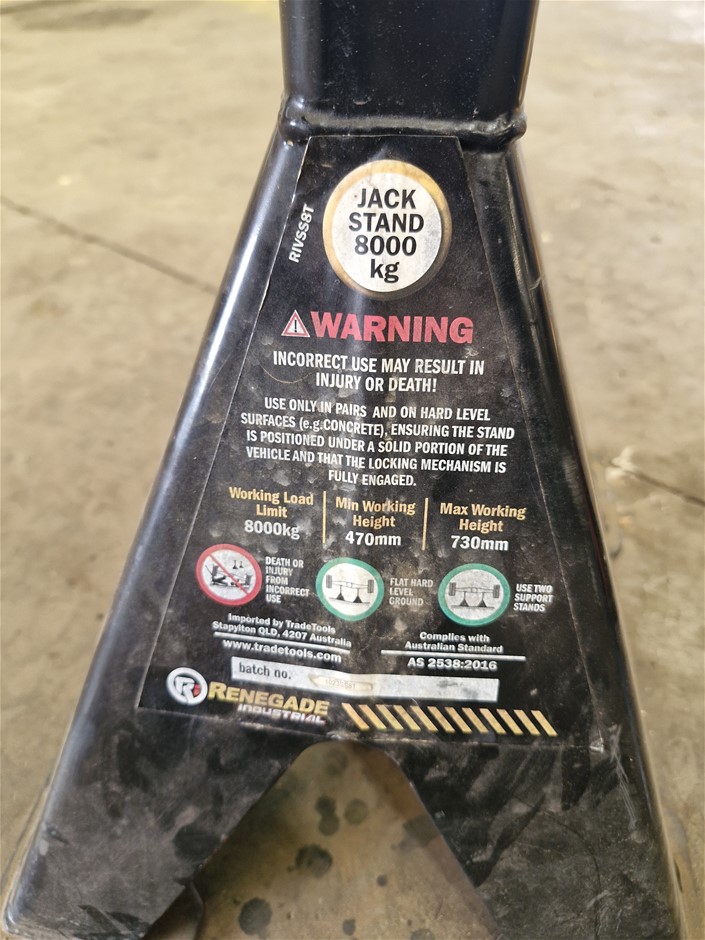 RIVSS8T
JACK
STAND
8000
kg
WARNING
INCORRECT USE MAY RESULT IN
INJURY OR DEATH!
USE ONLY IN PAIRS AND ON HARD LEVEL
SURFACES (e.g.CONCRETE), ENSURING THE STAND
IS POSITIONED UNDER A SOLID PORTION OF THE
VEHICLE AND THAT THE LOCKING MECHANISM IS
FULLY ENGAGED.
Working Load
Limit
8000kg
Min Working
Height
470mm
Max Working
Height
730mm
DEATH OR
INJURY
FROM
INCORRECT
USE
FLAT HARD
LEVEL
GROUND
USE TWO
SUPPORT
STANDS
Imported by TradeTools
Stapylton QLD, 4207 Australia
www.tradetools.com
Complies with
Australian Standard
AS 2538:2016
batch no.
RENEGADE
INDUSTRIAL